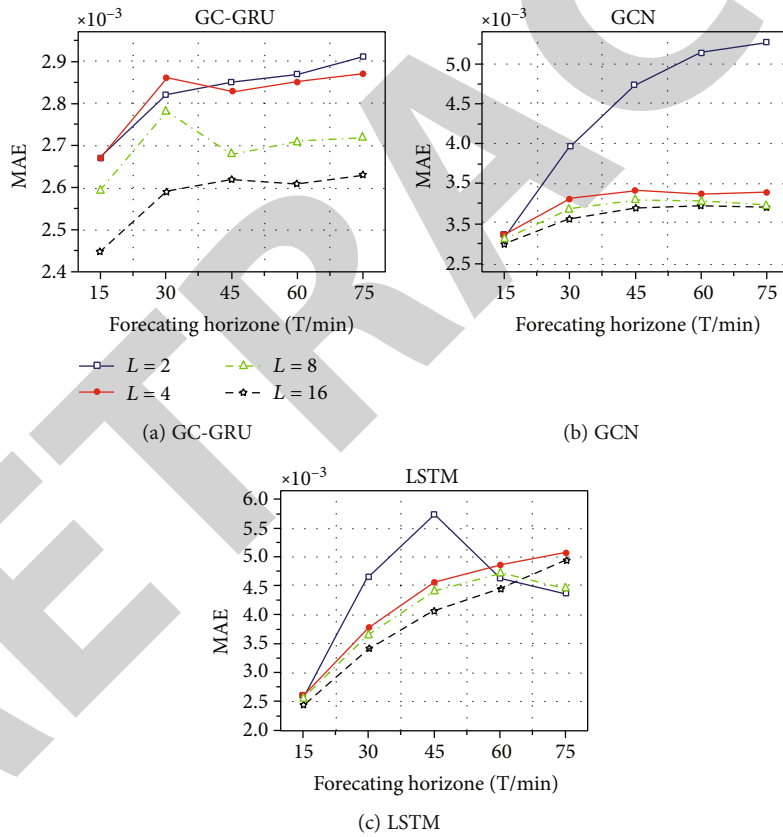 GC-GRU
×10⁻³
2.9
2.8
2.7
2.6
2.5
2.4
MAE
15 30 45 60 75
Forecating horizone (T/min)
L = 2
L = 4
L = 8
L = 16
(a) GC-GRU
GCN
×10⁻³
5.0
4.5
4.0
3.5
3.5
2.5
MAE
15 30 45 60 75
Forecating horizone (T/min)
(b) GCN
LSTM
×10⁻³
6.0
5.5
5.0
4.5
4.0
3.5
3.0
2.5
2.0
MAE
15 30 45 60 75
Forecating horizone (T/min)
(c) LSTM
RETRAC